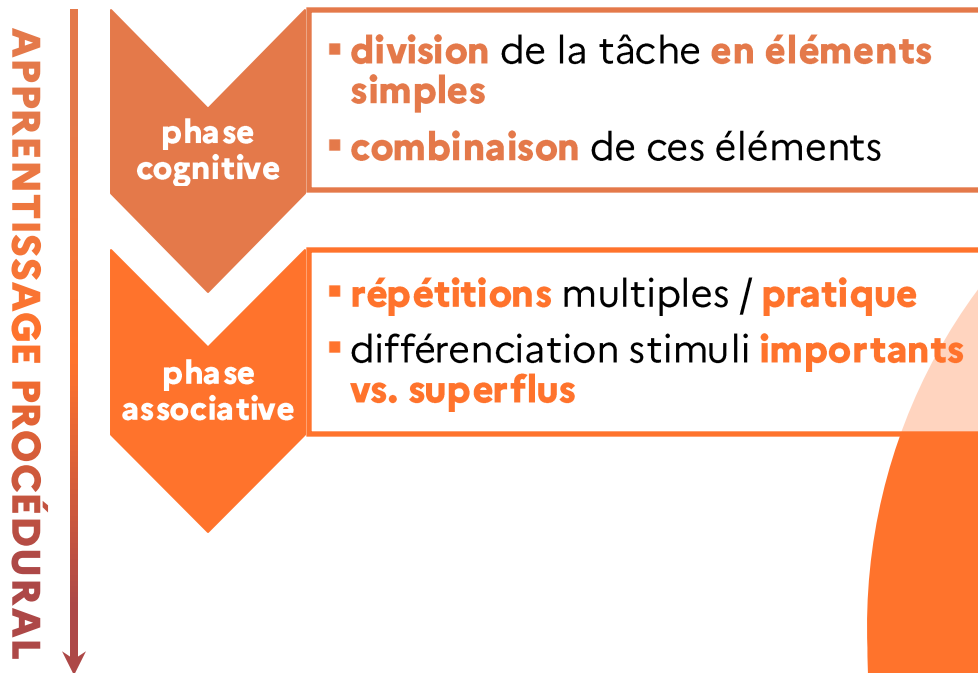 APPRENTISSAGE PROCÉDURAL
phase
cognitive
▪ division de la tâche en éléments
simples
▪ combinaison de ces éléments
phase
associative
▪ répétitions multiples / pratique
▪ différenciation stimuli importants
vs. superflus